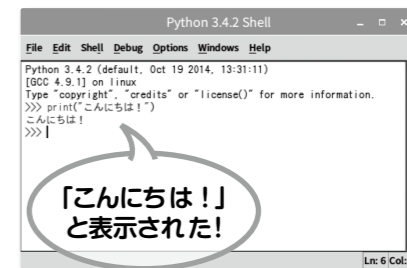 Python 3.4.2 Shell
File Edit Shell Debug Options Windows Help
Python 3.4.2 (default, Oct 19 2014, 13:31:11)
[GCC 4.9.1] on linux
Type "copyright", "credits" or "license()" for more information.
>>> print("こんにちは！")
こんにちは！
>>>
「こんにちは！」
と表示された！
Ln: 6 Col: